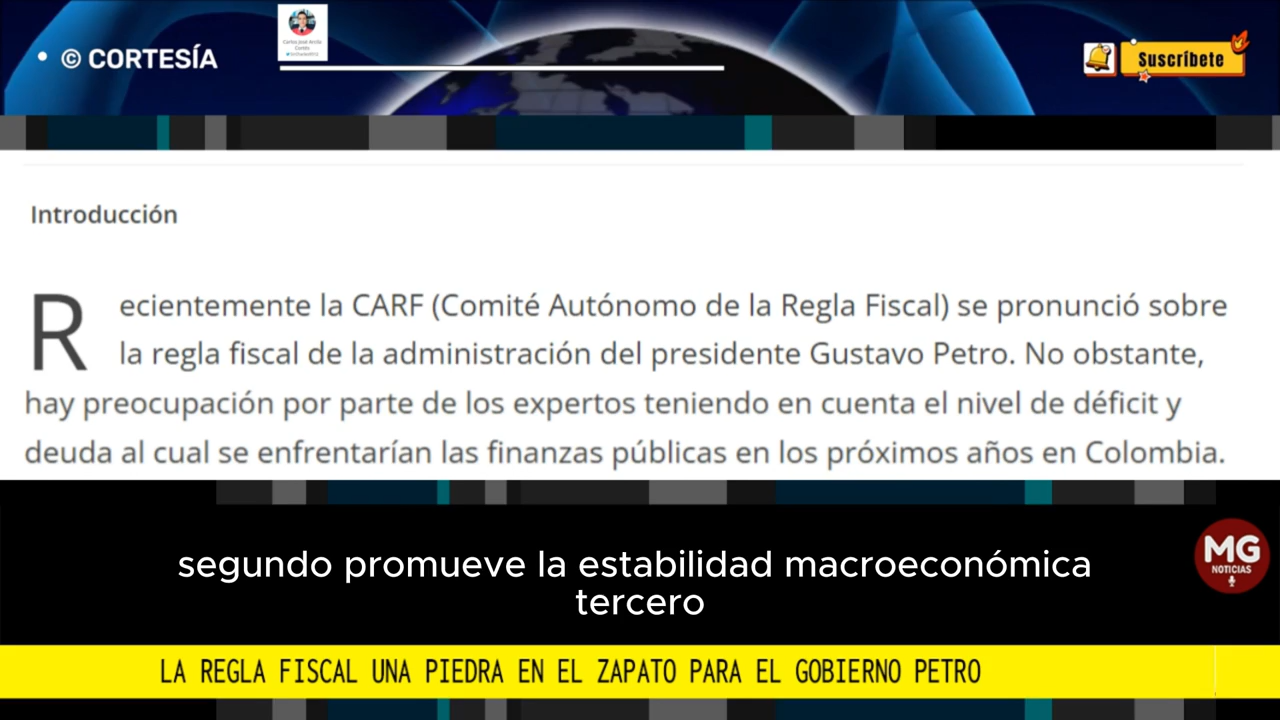 © CORTESÍA
Suscríbete
Introducción
Recientemente la CARF (Comité Autónomo de la Regla Fiscal) se pronunció sobre
la regla fiscal de la administración del presidente Gustavo Petro. No obstante,
hay preocupación por parte de los expertos teniendo en cuenta el nivel de déficit y
deuda al cual se enfrentarían las finanzas públicas en los próximos años en Colombia.
segundo promueve la estabilidad macroeconómica
tercero
MG
NOTICIAS
LA REGLA FISCAL UNA PIEDRA EN EL ZAPATO PARA EL GOBIERNO PETRO